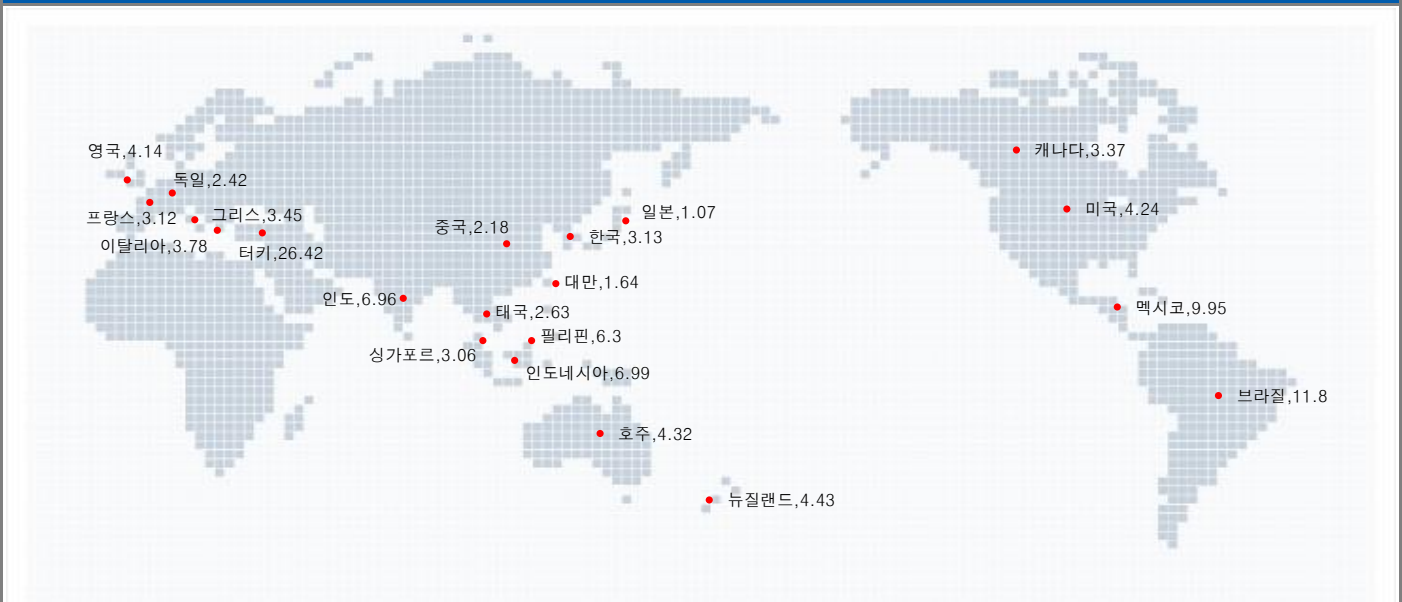 영국,4.14
캐나다,3.37
독일,2.42
미국,4.24
일본,1.07
그리스,3.45
프랑스,3.12
중국,2.18
한국,3.13
이탈리아,3.78
터키,26.42
대만,1.64
인도,6.96
멕시코,9.95
태국,2.63
필리핀,6.3
싱가포르,3.06
인도네시아,6.99
브라질,11.8
호주,4.32
뉴질랜드,4.43